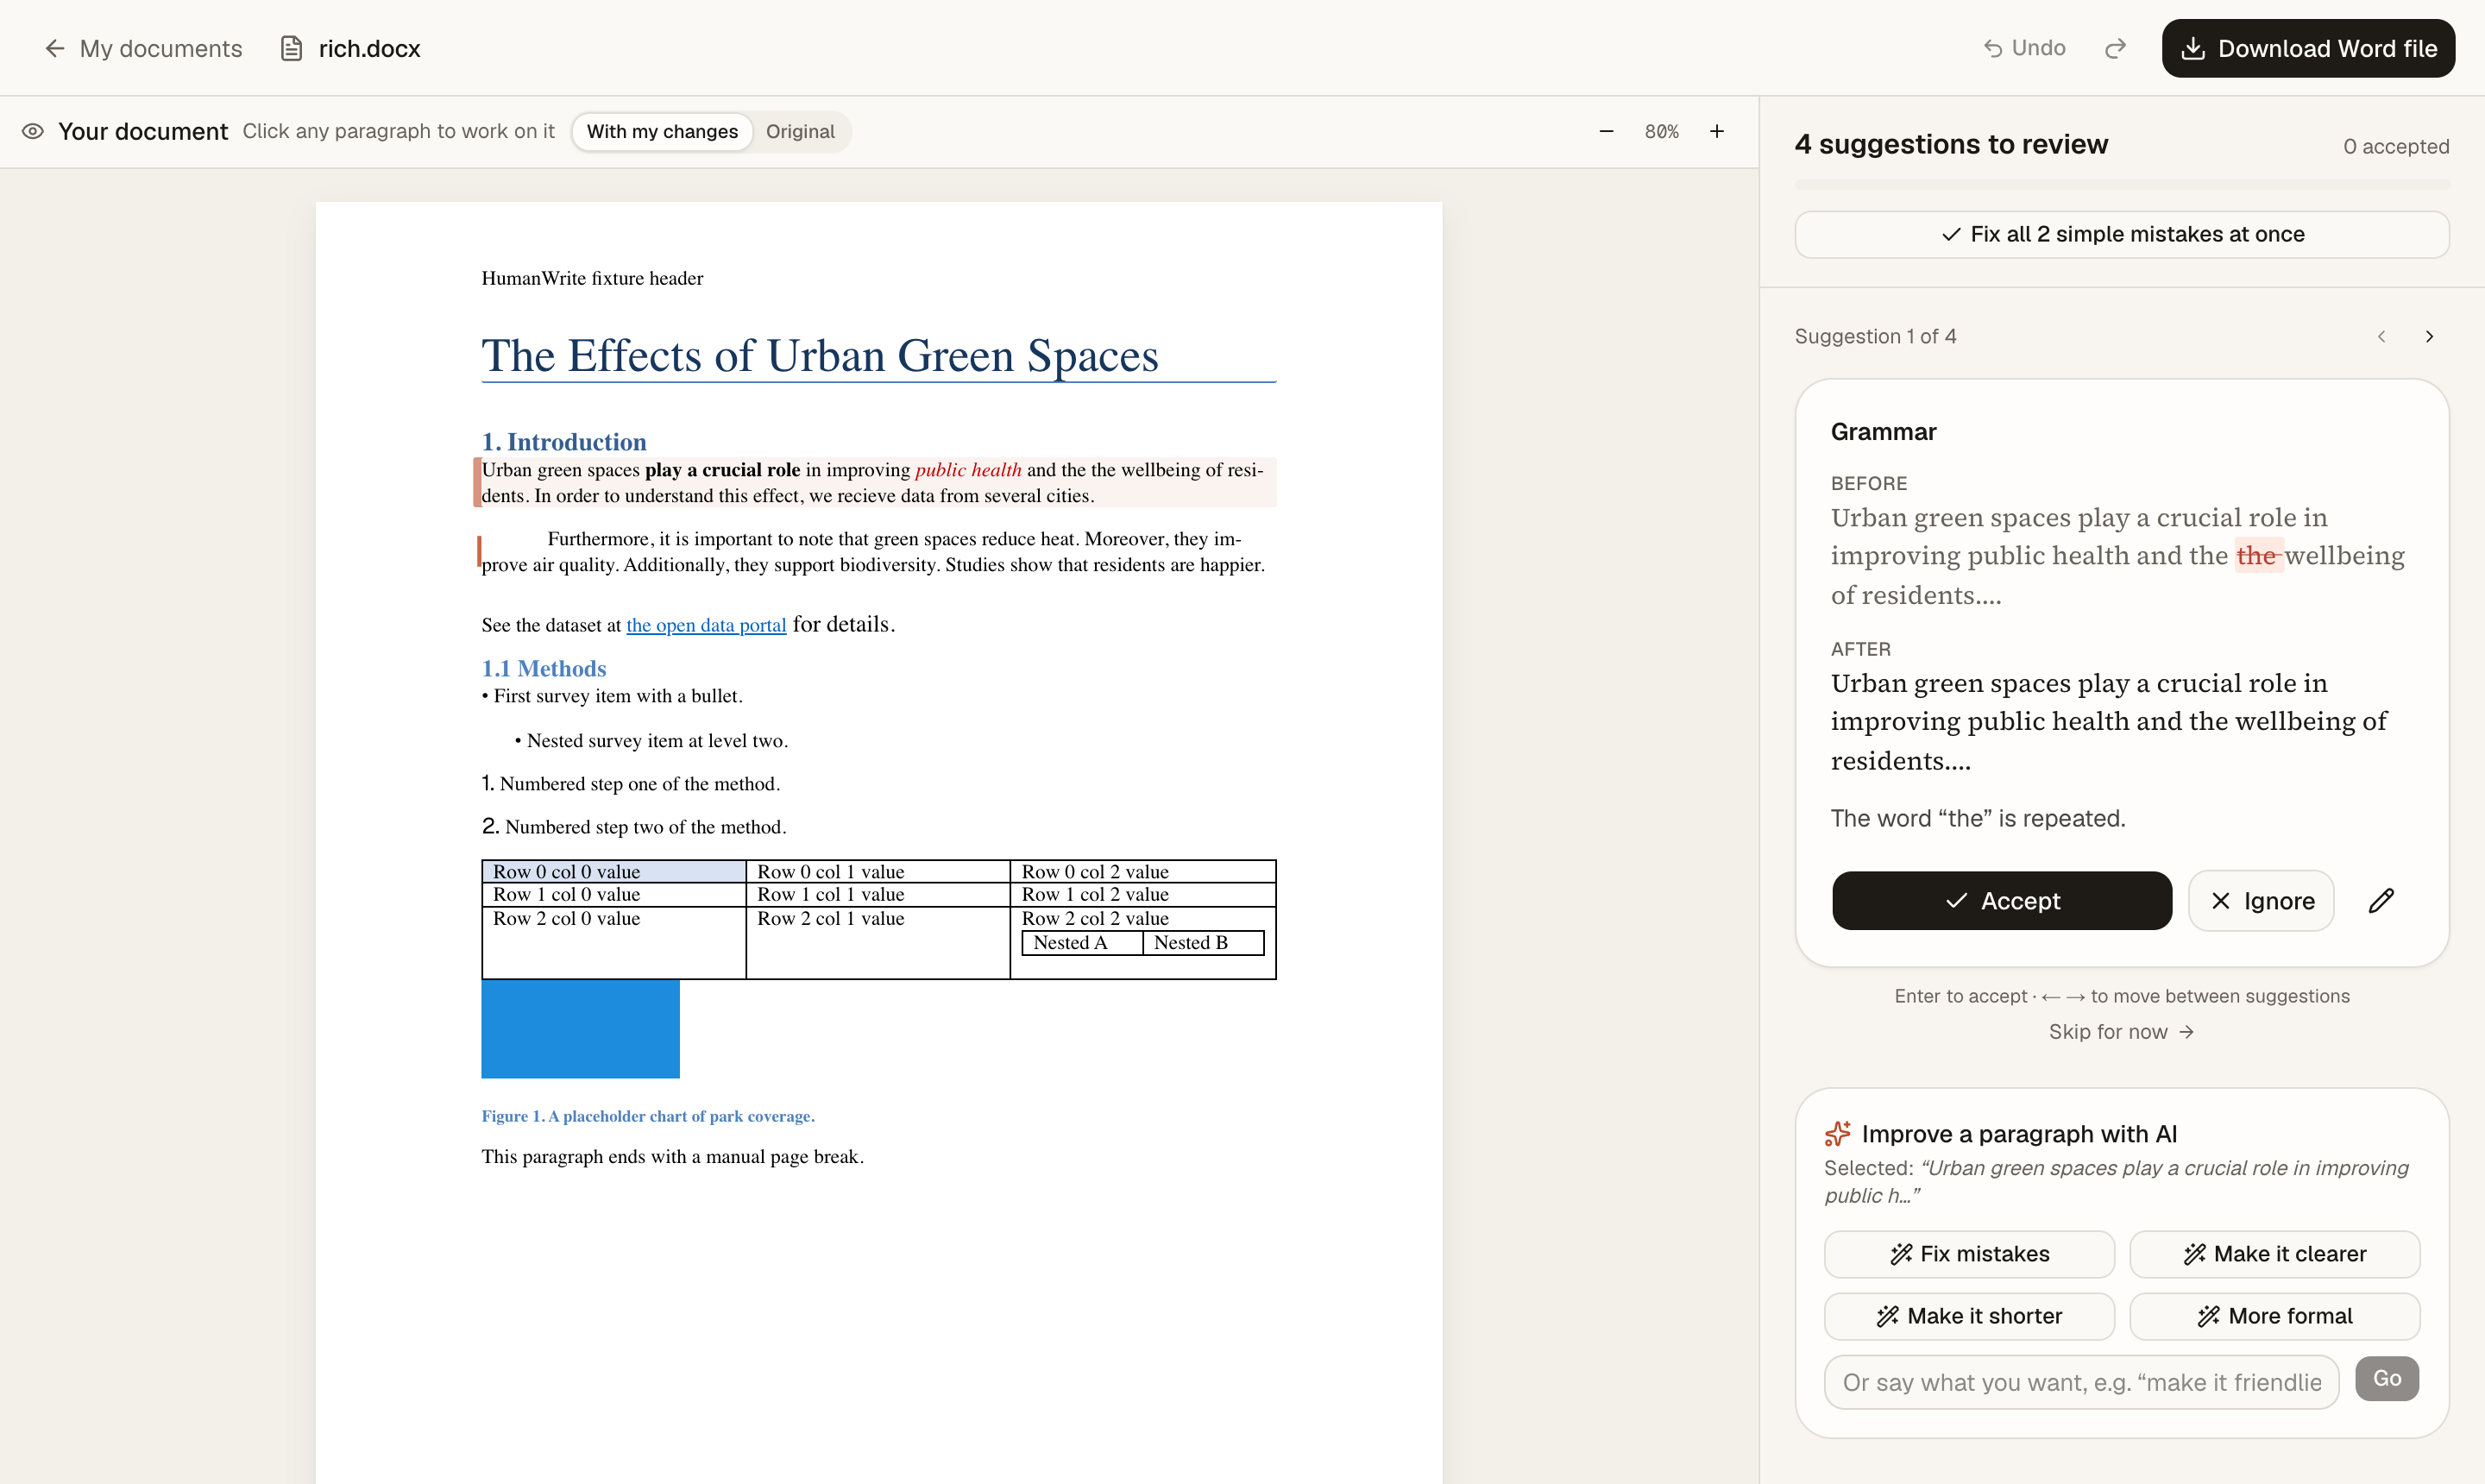 My documents
rich.docx
Undo
Download Word file
Your document
Click any paragraph to work on it
With my changes
Original
80%
HumanWrite fixture header
The Effects of Urban Green Spaces
1. Introduction
Urban green spaces play a crucial role in improving public health and the the wellbeing of resi-
dents. In order to understand this effect, we recieve data from several cities.
Furthermore, it is important to note that green spaces reduce heat. Moreover, they im-
prove air quality. Additionally, they support biodiversity. Studies show that residents are happier.
See the dataset at the open data portal for details.
1.1 Methods
• First survey item with a bullet.
• Nested survey item at level two.
1. Numbered step one of the method.
2. Numbered step two of the method.
Row 0 col 0 value Row 0 col 1 value Row 0 col 2 value
Row 1 col 0 value Row 1 col 1 value Row 1 col 2 value
Row 2 col 0 value Row 2 col 1 value Row 2 col 2 value
Nested A Nested B
Figure 1. A placeholder chart of park coverage.
This paragraph ends with a manual page break.
4 suggestions to review
0 accepted
Fix all 2 simple mistakes at once
Suggestion 1 of 4
Grammar
BEFORE
Urban green spaces play a crucial role in
improving public health and the the wellbeing
of residents....
AFTER
Urban green spaces play a crucial role in
improving public health and the wellbeing of
residents....
The word “the” is repeated.
Accept
Ignore
Enter to accept · ← → to move between suggestions
Skip for now →
Improve a paragraph with AI
Selected: “Urban green spaces play a crucial role in improving
public h...”
Fix mistakes
Make it clearer
Make it shorter
More formal
Or say what you want, e.g. “make it friendlie
Go